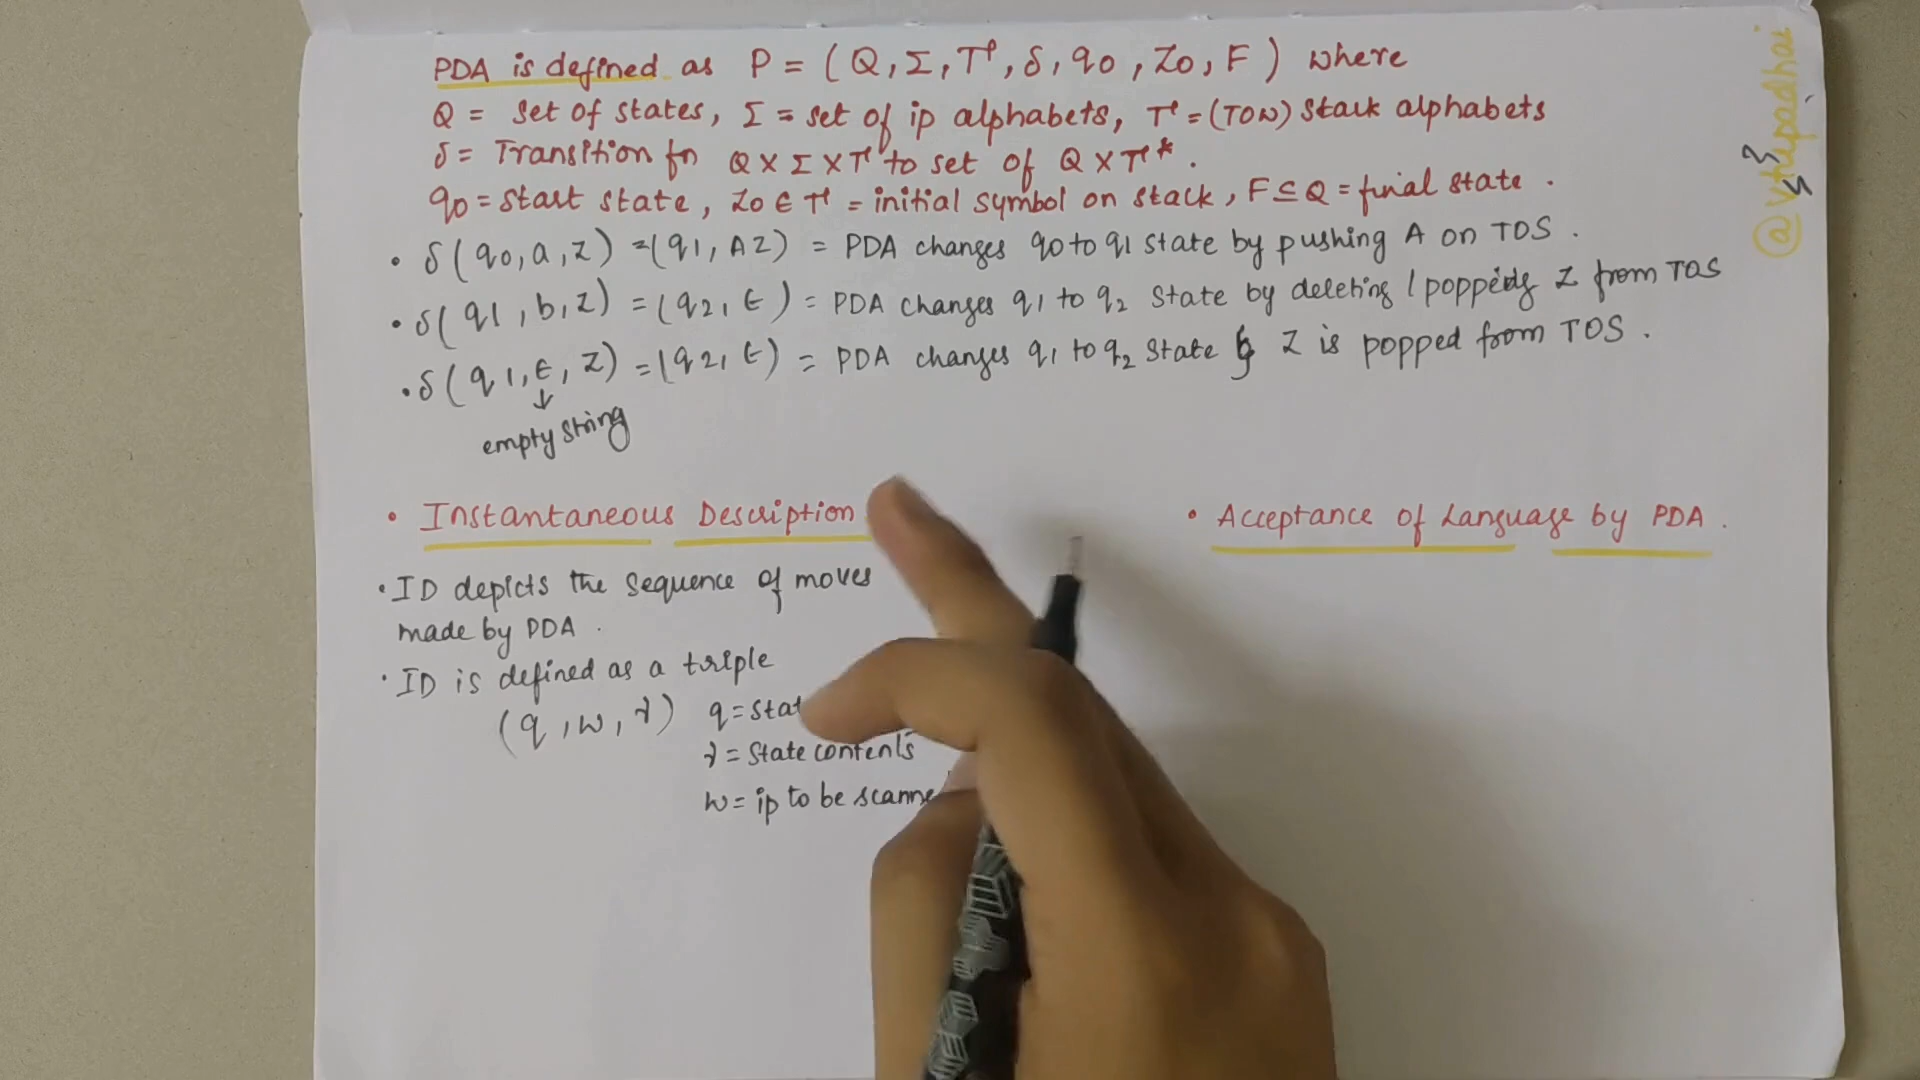 PDA is defined as P = ( Q, Σ, Γ, δ, q0, Z0, F ) where
Q = set of states, Σ = set of ip alphabets, Γ = (TOW) Stack alphabets
δ = Transition fn Q X Σ X Γ to set of Q X Γ*.
q0 = Start state, Z0 ∈ Γ = initial symbol on stack, F ⊆ Q = final state.
• δ( q0, a, z) = (q1, AZ) = PDA changes q0 to q1 state by pushing A on TOS.
• δ( q1, b, z) = (q2, ε) = PDA changes q1 to q2 State by deleting / popping Z from TOS
• δ( q1, ε, Z) = (q2, ε) = PDA changes q1 to q2 State & Z is popped from TOS.
↓
empty string
• Instantaneous Description
• ID depicts the sequence of moves
made by PDA.
• ID is defined as a triple
(q, w, γ) q = Stat
γ = State contents
w = ip to be scanne
• Acceptance of Language by PDA.
@vtupadhai